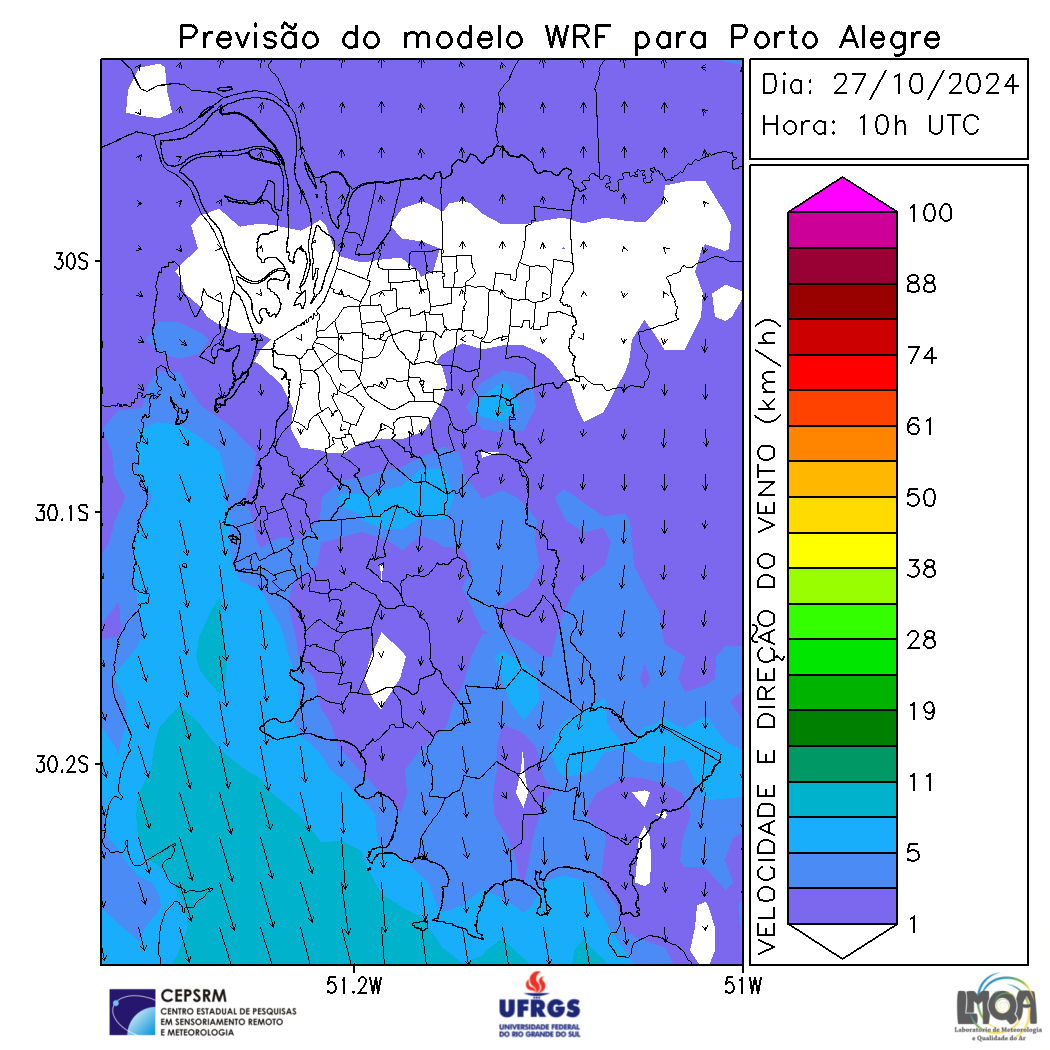 Previsão do modelo WRF para Porto Alegre
Dia: 27/10/2024
Hora: 10h UTC
30S
30.1S
30.2S
51.2W
51W
VELOCIDADE E DIREÇÃO DO VENTO (km/h)
100
88
74
61
50
38
28
19
11
5
1
CEPSRM
CENTRO ESTADUAL DE PESQUISAS
EM SENSORIAMENTO REMOTO
E METEOROLOGIA
UFRGS
UNIVERSIDADE FEDERAL
DO RIO GRANDE DO SUL
LMQA
Laboratório de Meteorologia
e Qualidade do Ar